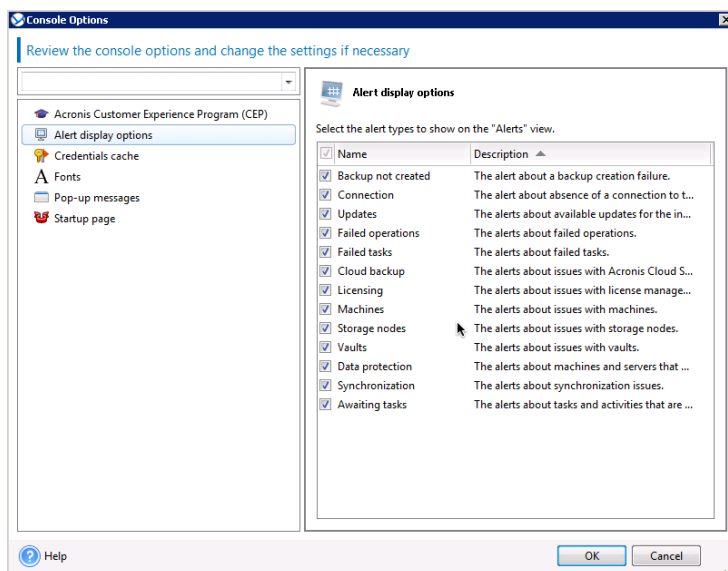 Console Options
Review the console options and change the settings if necessary
Acronis Customer Experience Program (CEP)
Alert display options
Credentials cache
Fonts
Pop-up messages
Startup page
Alert display options
Select the alert types to show on the "Alerts" view.
Name Description
Backup not created The alert about a backup creation failure.
Connection The alert about absence of a connection to t...
Updates The alerts about available updates for the in...
Failed operations The alerts about failed operations.
Failed tasks The alerts about failed tasks.
Cloud backup The alerts about issues with Acronis Cloud S...
Licensing The alerts about issues with license manage...
Machines The alerts about issues with machines.
Storage nodes The alerts about issues with storage nodes.
Vaults The alerts about issues with vaults.
Data protection The alerts about machines and servers that ...
Synchronization The alerts about synchronization issues.
Awaiting tasks The alerts about tasks and activities that are ...
Help
OK Cancel